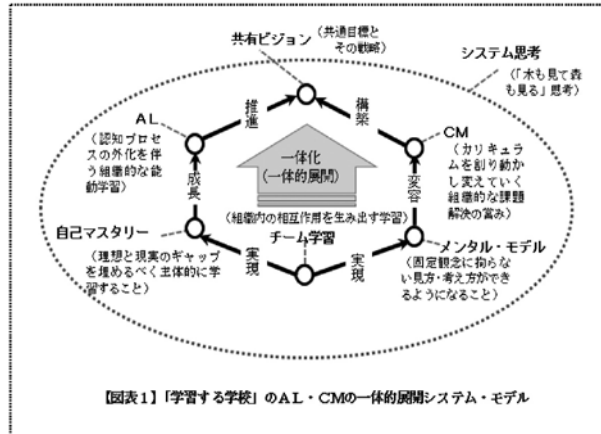 共有ビジョン
(共通目標と
その戦略)
システム思考
(「木も見て森
も見る」思考)
推進
構築
AL
(認知プロセ
スの外化を伴
う組織的な能
動学習)
CM
(カリキュラ
ムを創り動か
し変えていく
組織的な課題
解決の営み)
一体化
(一体的展開)
成長
変容
(組織内の相互作用を生み出す学習)
チーム学習
自己マスタリー
(理想と現実のギャップ
を埋めるべく主体的に学
習すること)
実現
実現
メンタル・モデル
(固定観念に拘らな
い見方・考え方ができ
るようになること)
【図表1】「学習する学校」のAL・CMの一体的展開システム・モデル